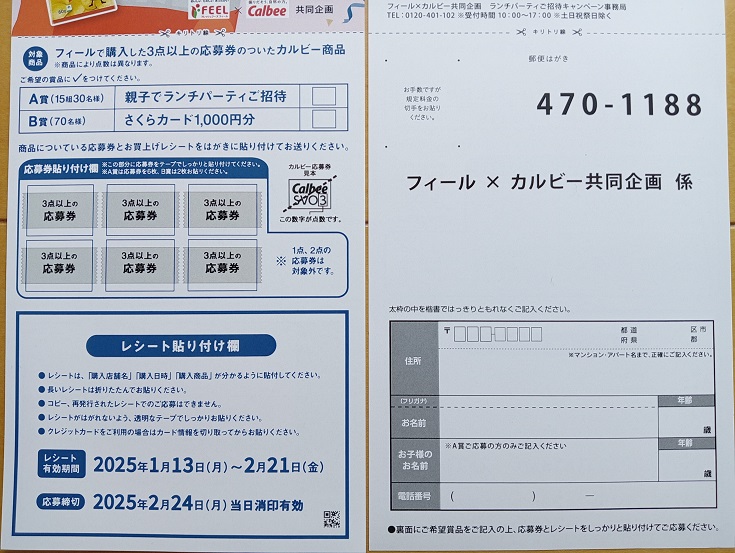 FEEL
Calbee
共同企画
キリトリ線
対象商品
フィールで購入した3点以上の応募券のついたカルビー商品
※商品により点数は異なります。
ご希望の賞品に✓をつけてください。
A賞(15組30名様) 親子でランチパーティご招待
B賞(70名様) さくらカード1,000円分
商品についている応募券とお買上げレシートをはがきに貼り付けてお送りください。
応募券貼り付け欄
※この部分に応募券をテープでしっかりと貼り付けてください。
※A賞は応募券を6枚、B賞は2枚お貼りください。
3点以上の応募券
3点以上の応募券
3点以上の応募券
3点以上の応募券
3点以上の応募券
3点以上の応募券
カルビー応募券
見本
Calbee
この数字が点数です。
※
1点、2点の
応募券は
対象外です。
レシート貼り付け欄
●レシートは、「購入店舗名」「購入日時」「購入商品」が分かるように貼付してください。
●長いレシートは折りたたんでお貼りください。
●コピー、再発行されたレシートでのご応募はできません。
●レシートがはがれないよう、透明なテープでしっかりお貼りください。
●クレジットカードをご利用の場合はカード情報を切り取ってからお貼りください。
レシート有効期間 2025年1月13日(月)～2月21日(金)
応募締切 2025年2月24日(月)当日消印有効
フィール×カルビー共同企画 ランチパーティご招待キャンペーン事務局
TEL:0120-401-102 ※受付時間 10:00～17:00 ※土日祝祭日除く
キリトリ線
郵便はがき
お手数ですが
規定料金の
切手をお貼り
ください。
470-1188
フィール × カルビー共同企画 係
太枠の中を楷書ではっきりともれなくご記入ください。
住所
〒 -
都道府県
区市郡
※マンション・アパート名まで、正確にご記入ください。
(フリガナ)
お名前
年齢
歳
お子様の
お名前
※A賞ご応募の方のみご記入ください
年齢
歳
電話番号 ( ) －
●裏面にご希望賞品をご記入の上、応募券とレシートをしっかりと貼り付けてご応募ください。